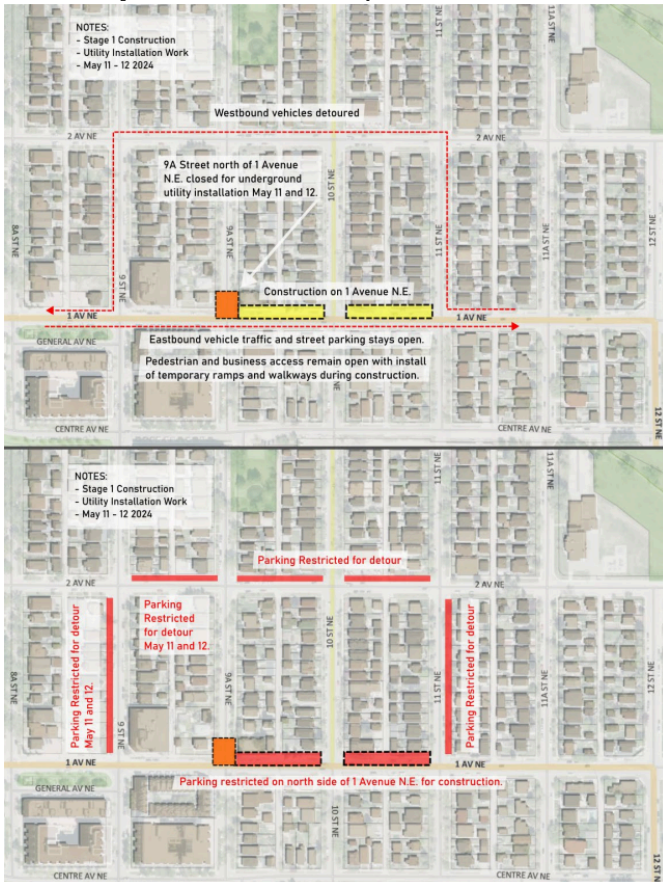 NOTES:
- Stage 1 Construction
- Utility Installation Work
- May 11 - 12 2024
11 ST NE
11A ST NE
Westbound vehicles detoured
2 AV NE
2 AV NE
9A Street north of 1 Avenue
N.E. closed for underground
utility installation May 11 and 12.
10 ST NE
8A ST NE
9 ST NE
9A ST NE
11 ST NE
11A ST NE
12 ST NE
Construction on 1 Avenue N.E.
1 AV NE
1 AV NE
Eastbound vehicle traffic and street parking stays open.
GENERAL AV NE
Pedestrian and business access remain open with install
of temporary ramps and walkways during construction.
CENTRE AV NE
CENTRE AV NE
12 ST NE
NOTES:
- Stage 1 Construction
- Utility Installation Work
- May 11 - 12 2024
11 ST NE
11A ST NE
Parking Restricted for detour
2 AV NE
2 AV NE
Parking Restricted for detour
May 11 and 12.
Parking
Restricted
for detour
May 11 and 12.
Parking Restricted for detour
8A ST NE
9 ST NE
9A ST NE
10 ST NE
11 ST NE
11A ST NE
12 ST NE
1 AV NE
1 AV NE
Parking restricted on north side of 1 Avenue N.E. for construction.
GENERAL AV NE
10 ST NE
CENTRE AV NE
CENTRE AV NE
12 ST N